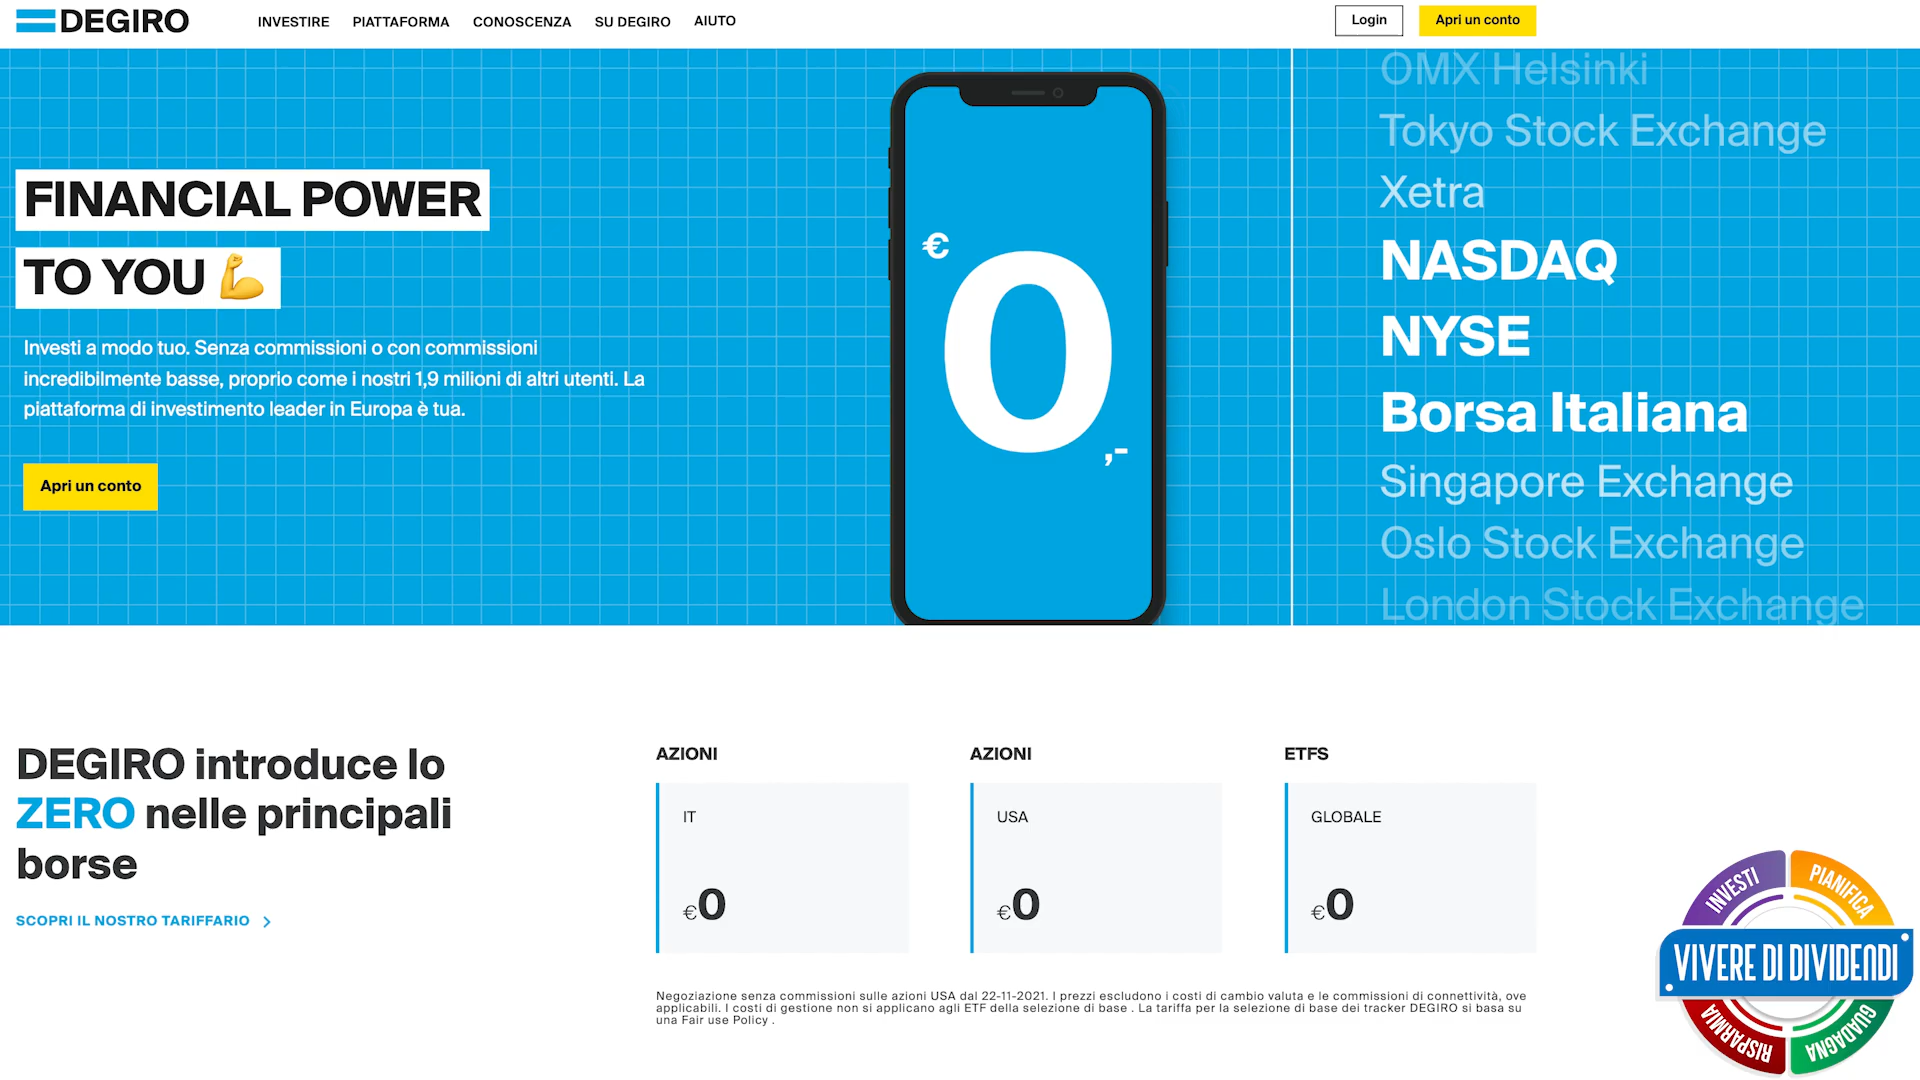 DEGIRO
INVESTIRE PIATTAFORMA CONOSCENZA SU DEGIRO AIUTO
Login
Apri un conto
FINANCIAL POWER
TO YOU 💪
Investi a modo tuo. Senza commissioni o con commissioni
incredibilmente basse, proprio come i nostri 1,9 milioni di altri utenti. La
piattaforma di investimento leader in Europa è tua.
Apri un conto
€
0
,-
OMX Helsinki
Tokyo Stock Exchange
Xetra
NASDAQ
NYSE
Borsa Italiana
Singapore Exchange
Oslo Stock Exchange
London Stock Exchange
DEGIRO introduce lo
ZERO nelle principali
borse
SCOPRI IL NOSTRO TARIFFARIO >
AZIONI
IT
€0
AZIONI
USA
€0
ETFS
GLOBALE
€0
Negoziazione senza commissioni sulle azioni USA dal 22-11-2021. I prezzi escludono i costi di cambio valuta e le commissioni di connettività, ove
applicabili. I costi di gestione non si applicano agli ETF della selezione di base . La tariffa per la selezione di base dei tracker DEGIRO si basa su
una Fair use Policy .
INVESTI
PIANIFICA
VIVERE DI DIVIDENDI
RISPARMIA
GUADAGNA